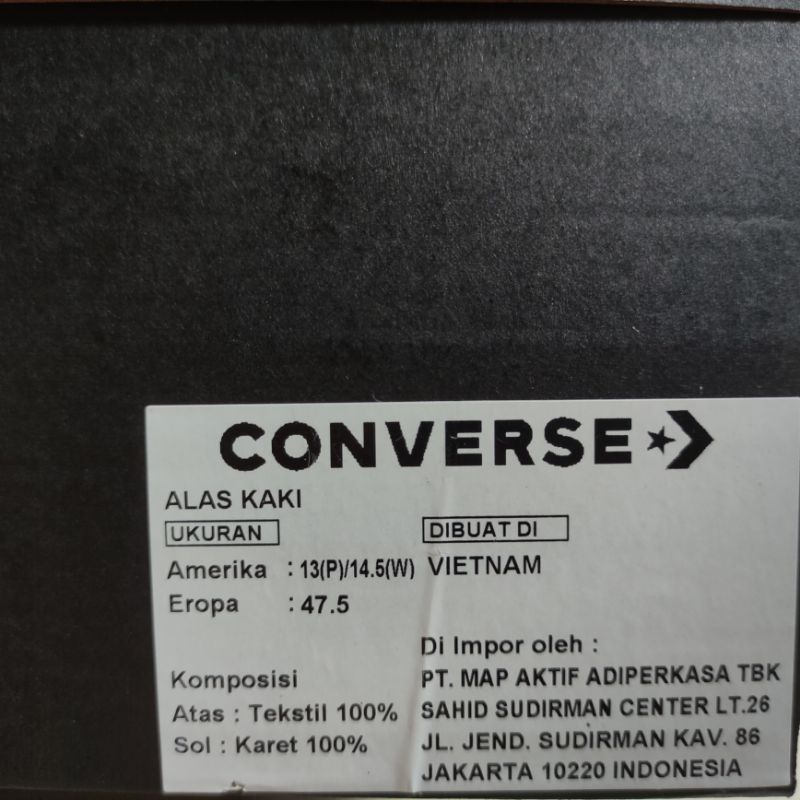 CONVERSE
ALAS KAKI
UKURAN
Amerika : 13(P)/14.5(W)
Eropa : 47.5
DIBUAT DI
VIETNAM
Komposisi
Atas : Tekstil 100%
Sol : Karet 100%
Di Impor oleh :
PT. MAP AKTIF ADIPERKASA TBK
SAHID SUDIRMAN CENTER LT.26
JL. JEND. SUDIRMAN KAV. 86
JAKARTA 10220 INDONESIA